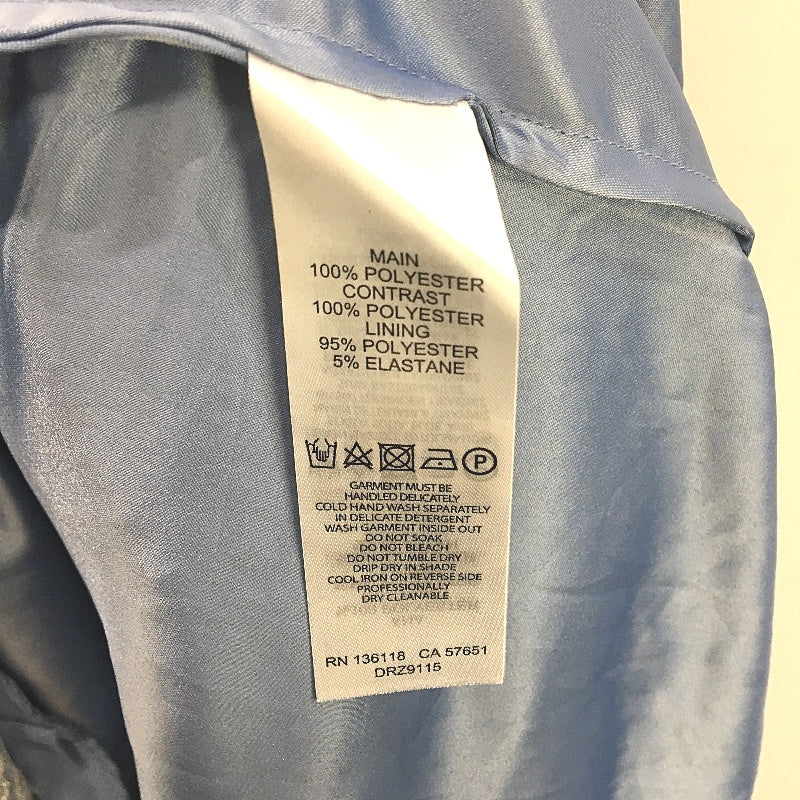 MAIN
100% POLYESTER
CONTRAST
100% POLYESTER
LINING
95% POLYESTER
5% ELASTANE
P
GARMENT MUST BE
HANDLED DELICATELY
COLD HAND WASH SEPARATELY
IN DELICATE DETERGENT
WASH GARMENT INSIDE OUT
DO NOT SOAK
DO NOT BLEACH
DO NOT TUMBLE DRY
DRIP DRY IN SHADE
COOL IRON ON REVERSE SIDE
PROFESSIONALLY
DRY CLEANABLE
RN 136118 CA 57651
DRZ9115